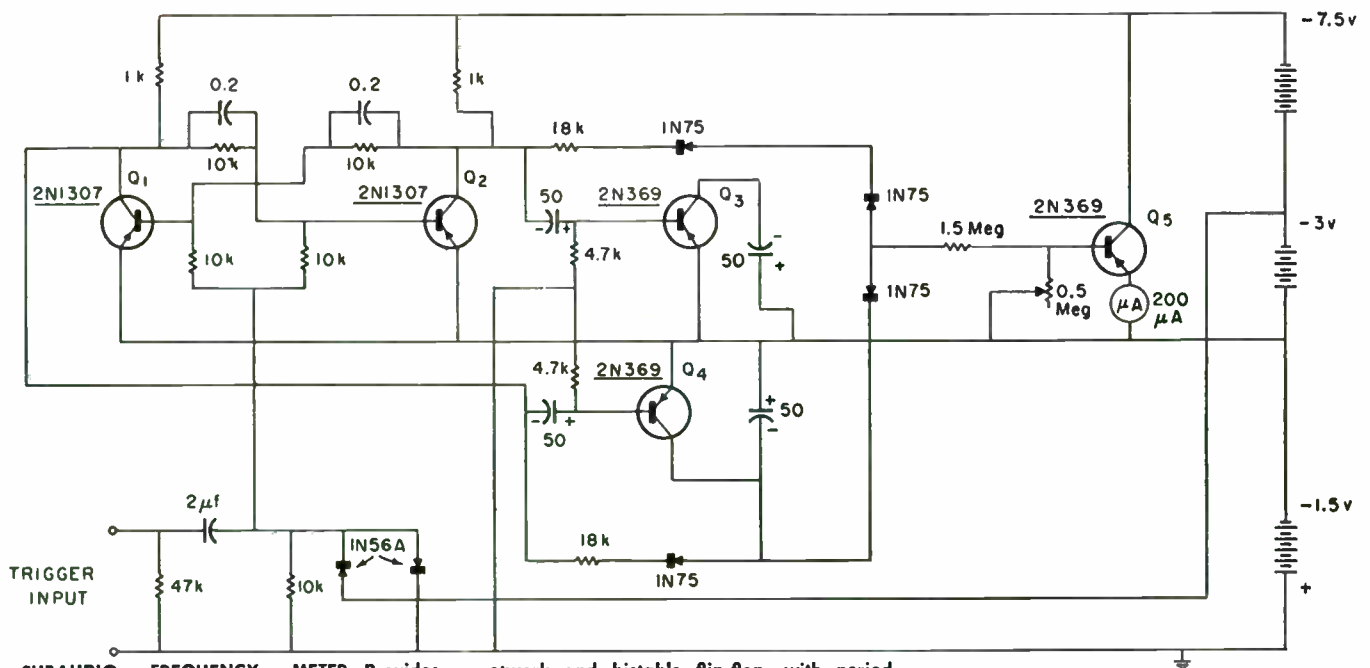 -7.5v
1k
0.2
0.2
1k
10k
10k
18k
1N75
2N1307
Q1
2N1307
Q2
50
- +
2N369
Q3
-
50
+
1N75
2N369
Q5
-3v
4.7k
1.5 Meg
10k
10k
1N75
0.5
Meg
μA
200
μA
4.7k
2N369
Q4
- +
50
+
50
-
-1.5v
2μf
1N56A
18k
1N75
TRIGGER
INPUT
47k
10k
+
SUBAUDIO FREQUENCY METER-Provides
network and bistable flip-flop, with period